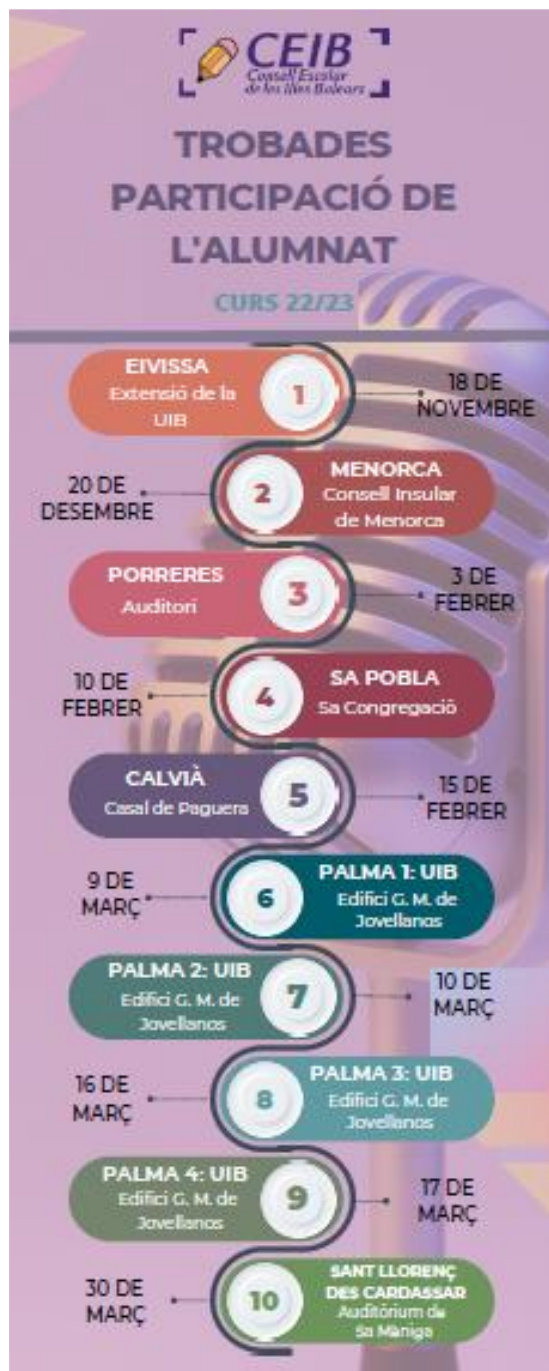 CEIB
Consell Escolar
de les Illes Balears
TROBADES
PARTICIPACIÓ DE
L'ALUMNAT
CURS 22/23
EIVISSA
Extensió de la
UIB
1
18 DE
NOVEMBRE
20 DE
DESEMBRE
2
MENORCA
Consell Insular
de Menorca
PORRERES
Auditori
3
3 DE
FEBRER
10 DE
FEBRER
4
SA POBLA
Sa Congregació
CALVIÀ
Casal de Paguera
5
15 DE
FEBRER
9 DE
MARÇ
6
PALMA 1: UIB
Edifici G. M. de
Jovellanos
PALMA 2: UIB
Edifici G. M. de
Jovellanos
7
10 DE
MARÇ
16 DE
MARÇ
8
PALMA 3: UIB
Edifici G. M. de
Jovellanos
PALMA 4: UIB
Edifici G. M. de
Jovellanos
9
17 DE
MARÇ
30 DE
MARÇ
10
SANT LLORENÇ
DES CARDASSAR
Auditórium de
Sa Màniga